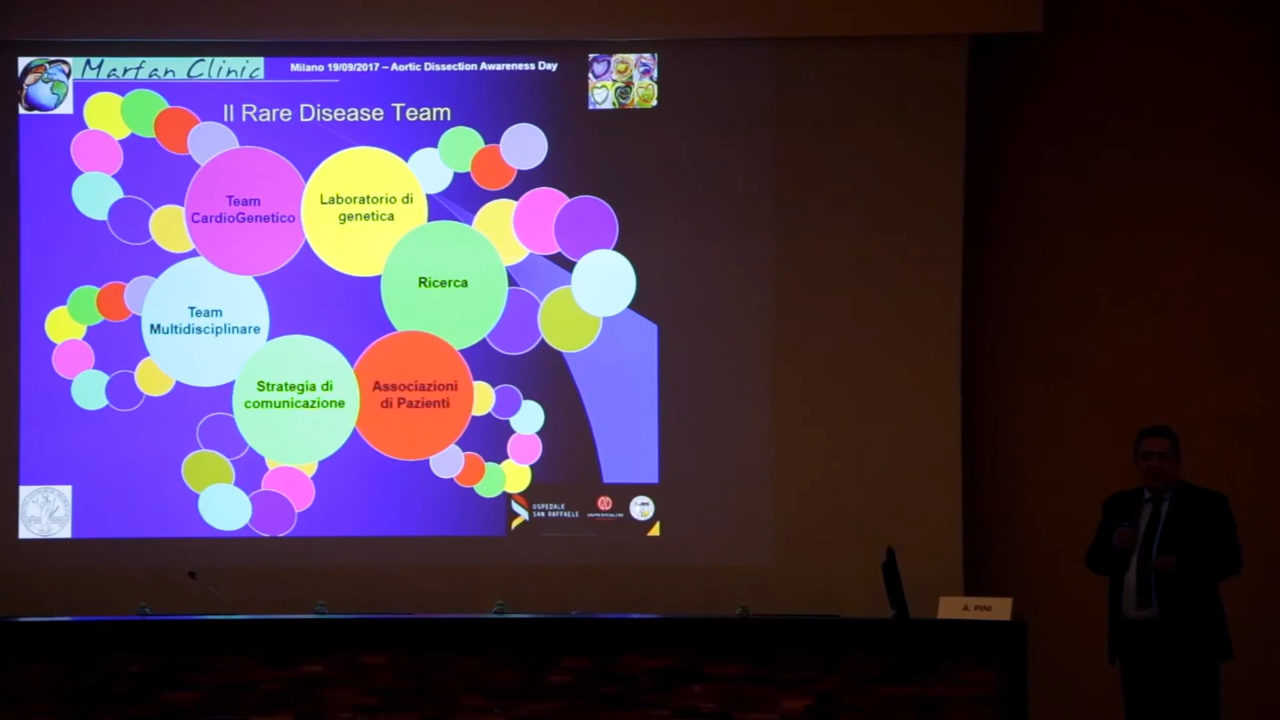 Marfan Clinic
Milano 19/09/2017 – Aortic Dissection Awareness Day
Il Rare Disease Team
Team
CardioGenetico
Laboratorio di
genetica
Ricerca
Team
Multidisciplinare
Strategia di
comunicazione
Associazioni
di Pazienti
OSPEDALE
SAN RAFFAELE
A. PINI